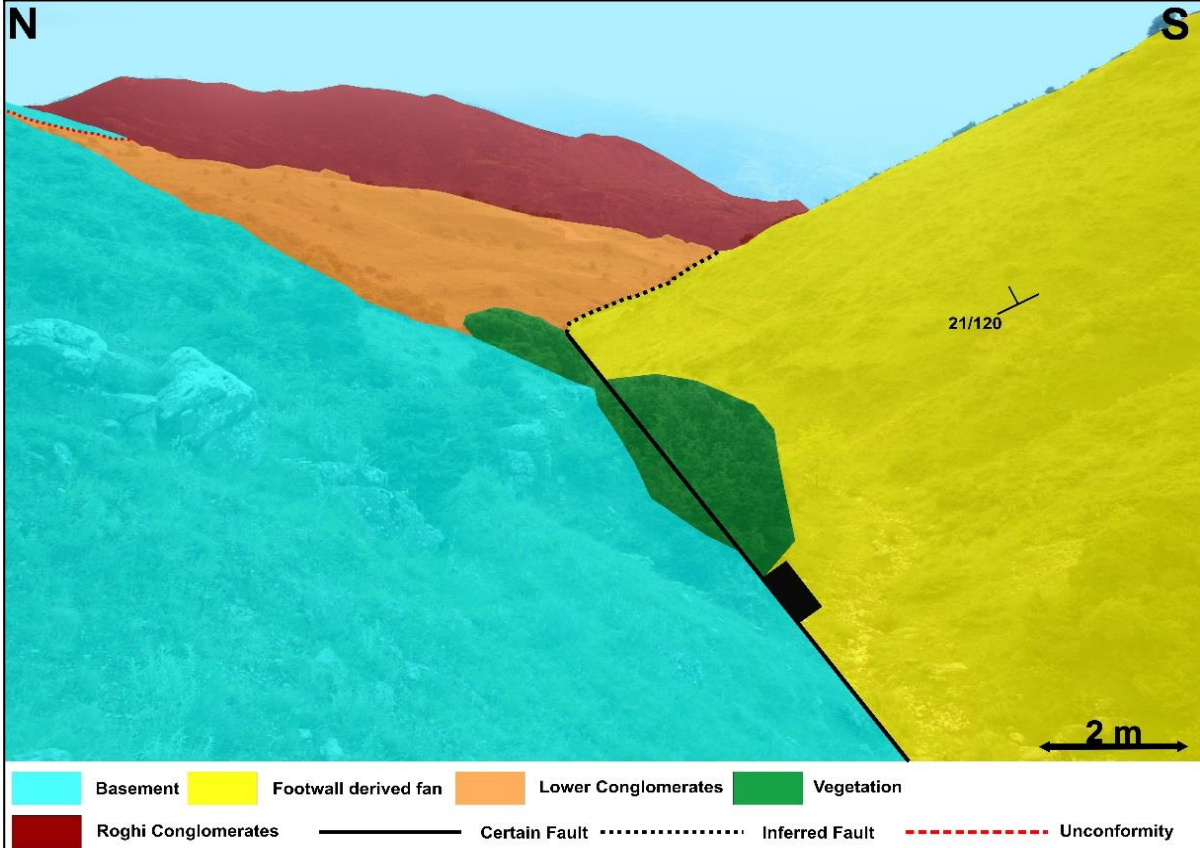 N S
21/120
2 m
Basement Footwall derived fan Lower Conglomerates Vegetation
Roghi Conglomerates Certain Fault Inferred Fault Unconformity